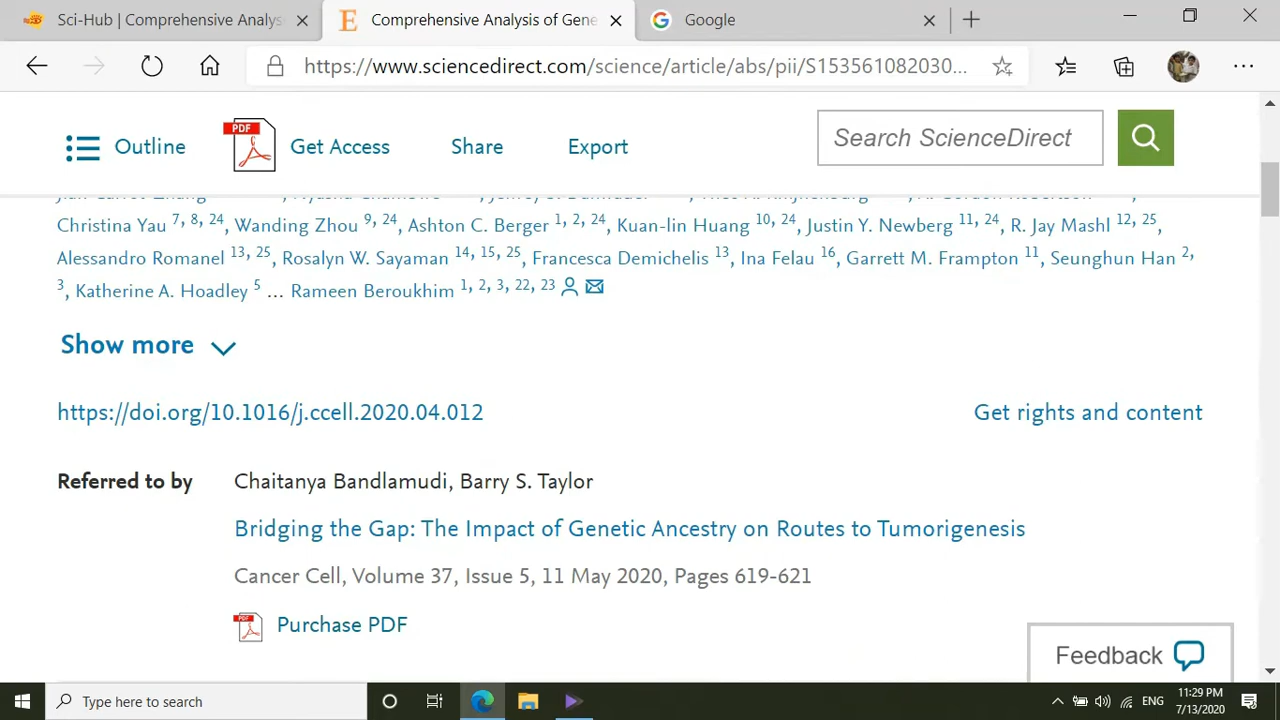 Sci-Hub | Comprehensive Analys
Comprehensive Analysis of Gene
Google
https://www.sciencedirect.com/science/article/abs/pii/S153561082030...
Outline
PDF
Get Access
Share
Export
Search ScienceDirect
Christina Yau 7, 8, 24, Wanding Zhou 9, 24, Ashton C. Berger 1, 2, 24, Kuan-lin Huang 10, 24, Justin Y. Newberg 11, 24, R. Jay Mashl 12, 25,
Alessandro Romanel 13, 25, Rosalyn W. Sayaman 14, 15, 25, Francesca Demichelis 13, Ina Felau 16, Garrett M. Frampton 11, Seunghun Han 2,
3, Katherine A. Hoadley 5 ... Rameen Beroukhim 1, 2, 3, 22, 23
Show more
https://doi.org/10.1016/j.ccell.2020.04.012
Get rights and content
Referred to by
Chaitanya Bandlamudi, Barry S. Taylor
Bridging the Gap: The Impact of Genetic Ancestry on Routes to Tumorigenesis
Cancer Cell, Volume 37, Issue 5, 11 May 2020, Pages 619-621
PDF
Purchase PDF
Feedback
Type here to search
ENG
11:29 PM
7/13/2020